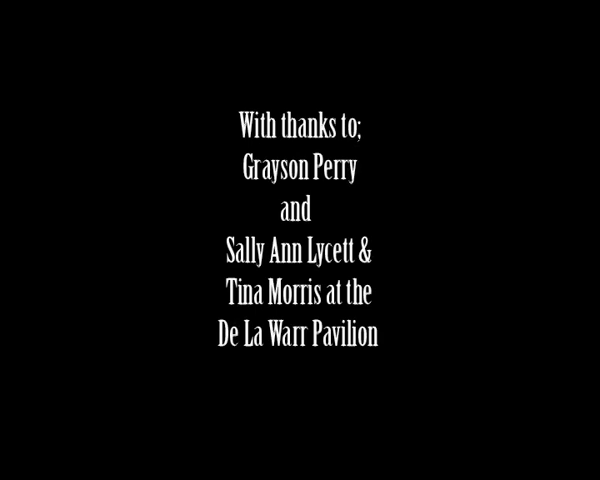 With thanks to;
Grayson Perry
and
Sally Ann Lycett &
Tina Morris at the
De La Warr Pavilion